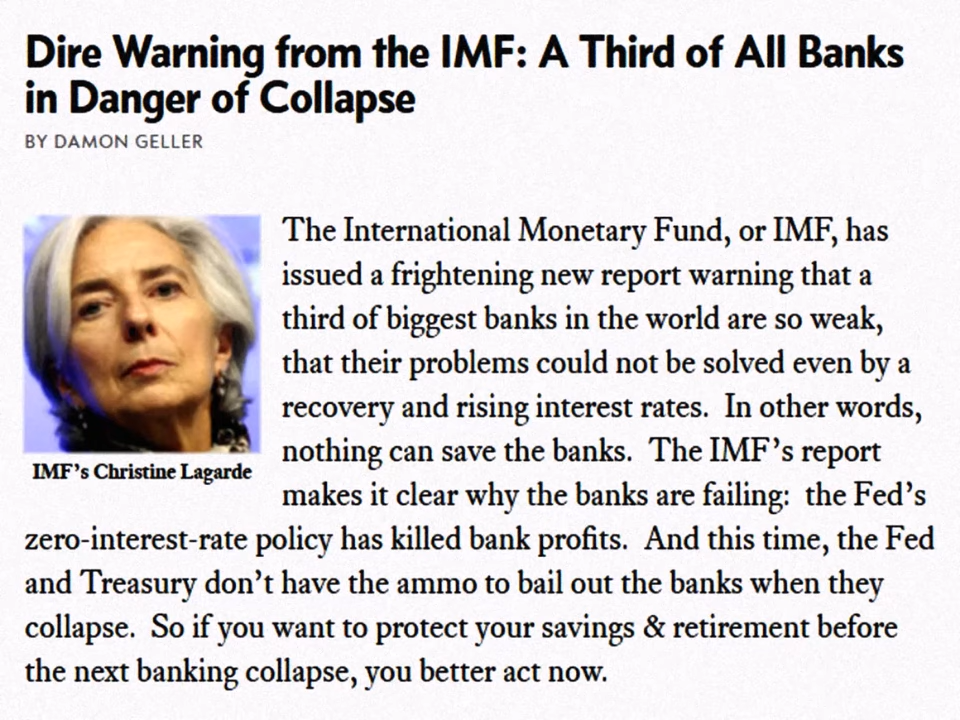 Dire Warning from the IMF: A Third of All Banks
in Danger of Collapse
BY DAMON GELLER
IMF's Christine Lagarde
The International Monetary Fund, or IMF, has
issued a frightening new report warning that a
third of biggest banks in the world are so weak,
that their problems could not be solved even by a
recovery and rising interest rates.  In other words,
nothing can save the banks.  The IMF's report
makes it clear why the banks are failing:  the Fed's
zero-interest-rate policy has killed bank profits.  And this time, the Fed
and Treasury don't have the ammo to bail out the banks when they
collapse.  So if you want to protect your savings & retirement before
the next banking collapse, you better act now.